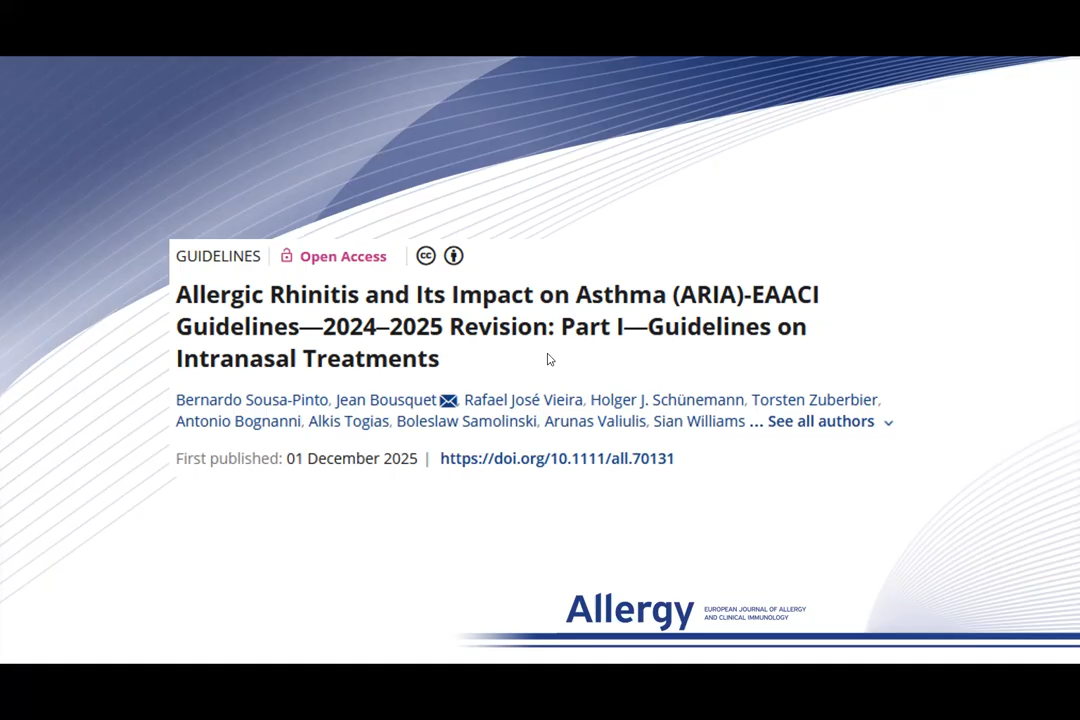 GUIDELINES | Open Access | cc
Allergic Rhinitis and Its Impact on Asthma (ARIA)-EAACI
Guidelines—2024–2025 Revision: Part I—Guidelines on
Intranasal Treatments
Bernardo Sousa-Pinto, Jean Bousquet, Rafael José Vieira, Holger J. Schünemann, Torsten Zuberbier,
Antonio Bognanni, Alkis Togias, Boleslaw Samolinski, Arunas Valiulis, Sian Williams ... See all authors
First published: 01 December 2025 | https://doi.org/10.1111/all.70131
Allergy
EUROPEAN JOURNAL OF ALLERGY
AND CLINICAL IMMUNOLOGY